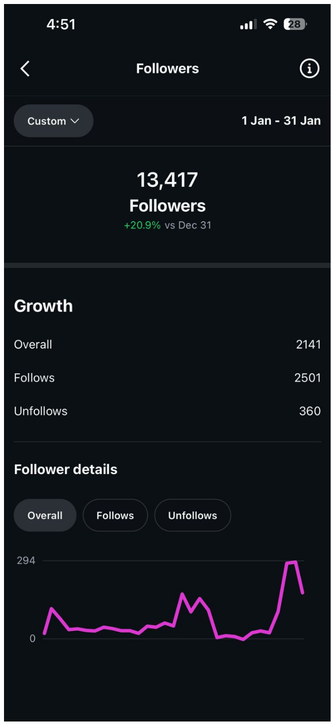 4:51
28
Followers
Custom
1 Jan - 31 Jan
13,417
Followers
+20.9% vs Dec 31
Growth
Overall 2141
Follows 2501
Unfollows 360
Follower details
Overall Follows Unfollows
294
0